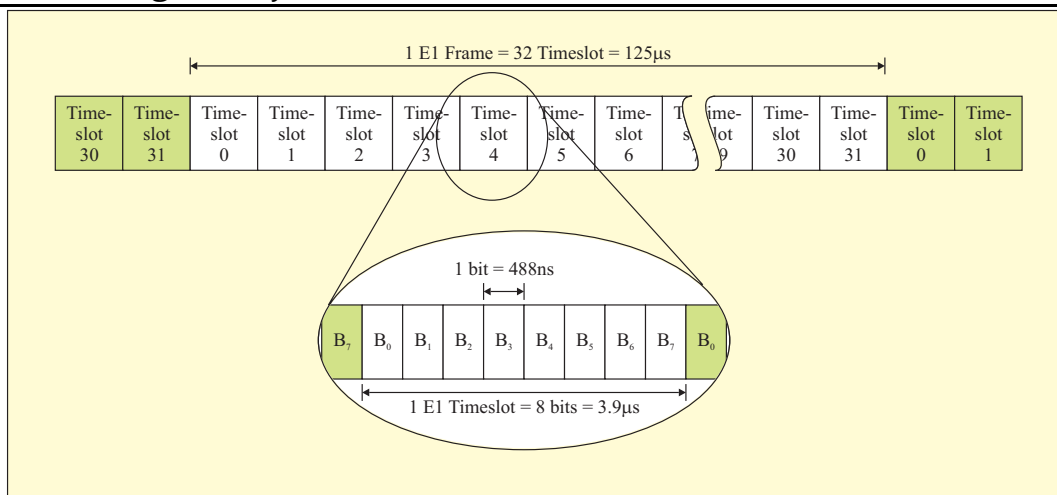 1 E1 Frame = 32 Timeslot = 125μs
Time-
slot
30
Time-
slot
31
Time-
slot
0
Time-
slot
1
Time-
slot
2
Time-
slot
3
Time-
slot
4
Time-
slot
5
Time-
slot
6
ime-
lot
9
Time-
slot
30
Time-
slot
31
Time-
slot
0
Time-
slot
1
1 bit = 488ns
B₇ B₀ B₁ B₂ B₃ B₄ B₅ B₆ B₇ B₀
1 E1 Timeslot = 8 bits = 3.9μs